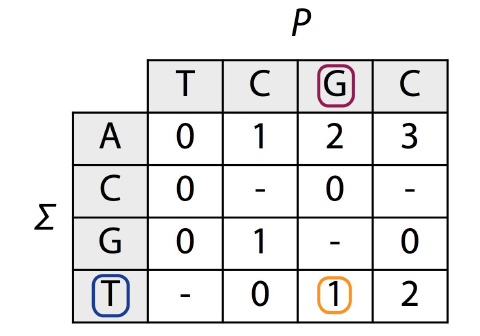 P
T C G C
A 0 1 2 3
C 0 - 0 -
Σ
G 0 1 - 0
T - 0 1 2